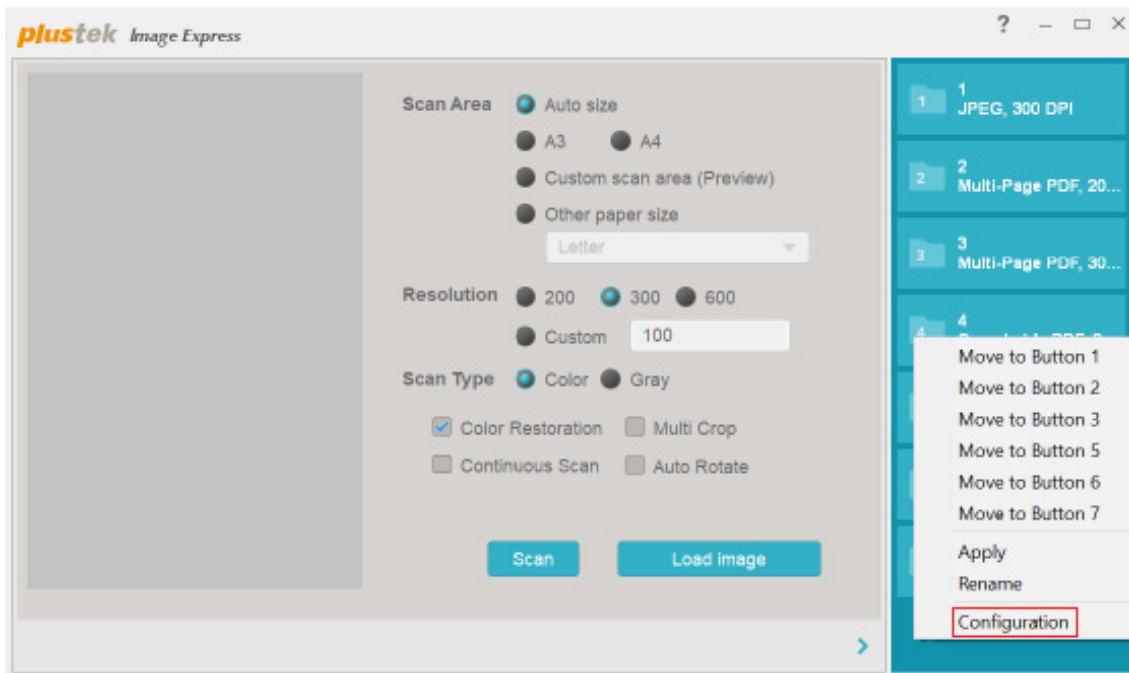 plustek Image Express
?
Scan Area Auto size
A3 A4
Custom scan area (Preview)
Other paper size
Letter
Resolution 200 300 600
Custom 100
Scan Type Color Gray
Color Restoration Multi Crop
Continuous Scan Auto Rotate
Scan Load image
1 1
JPEG, 300 DPI
2 2
Multi-Page PDF, 20...
3 3
Multi-Page PDF, 30...
4 4
Move to Button 1
Move to Button 2
Move to Button 3
Move to Button 5
Move to Button 6
Move to Button 7
Apply
Rename
Configuration